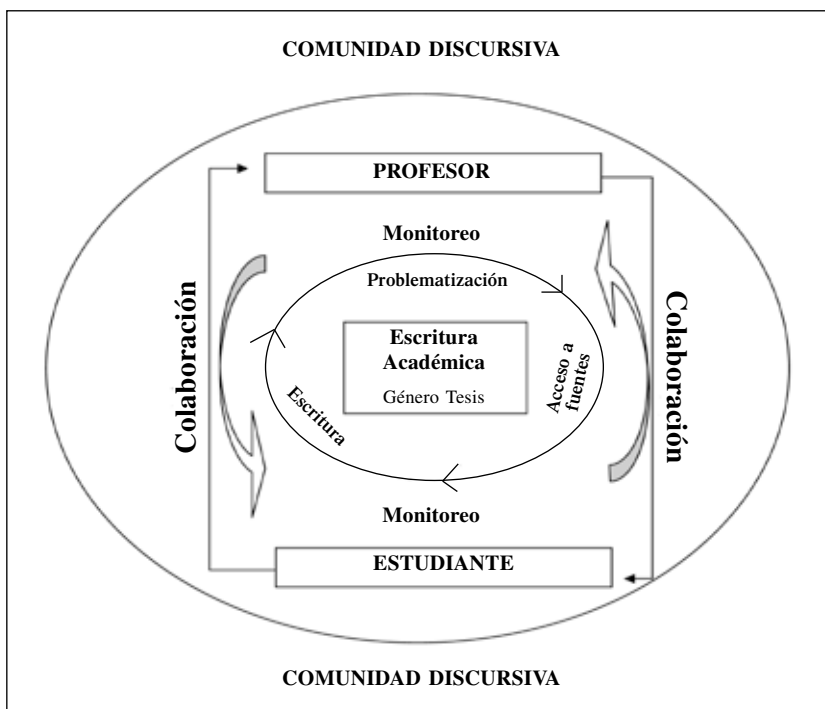 COMUNIDAD DISCURSIVA
PROFESOR
Monitoreo
Problematización
Colaboración
Escritura
Académica
Género Tesis
Escritura
Acceso a
fuentes
Colaboración
Monitoreo
ESTUDIANTE
COMUNIDAD DISCURSIVA